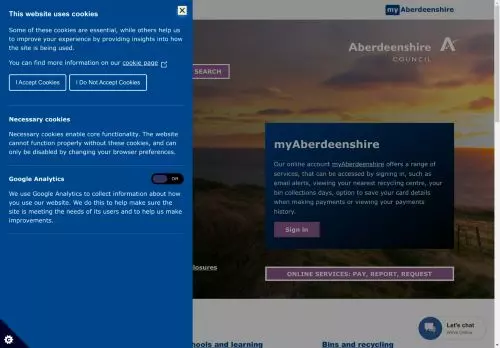 This website uses cookies
Some of these cookies are essential, while others help us
to improve your experience by providing insights into how
the site is being used.
You can find more information on our cookie page
I Accept Cookies
I Do Not Accept Cookies
Necessary cookies
Necessary cookies enable core functionality. The website
cannot function properly without these cookies, and can
only be disabled by changing your browser preferences.
Google Analytics
Off
We use Google Analytics to collect information about how
you use our website. We do this to help make sure the
site is meeting the needs of its users and to help us make
improvements.
myAberdeenshire
Aberdeenshire
COUNCIL
SEARCH
myAberdeenshire
Our online account myAberdeenshire offers a range of
services, that can be accessed by signing in, such as
email alerts, viewing your nearest recycling centre, your
bin collections days, option to save your card details
when making payments or viewing your payments
history.
Sign in
ONLINE SERVICES: PAY, REPORT, REQUEST
Let's chat
We're Online
and learning
Bins and recycling